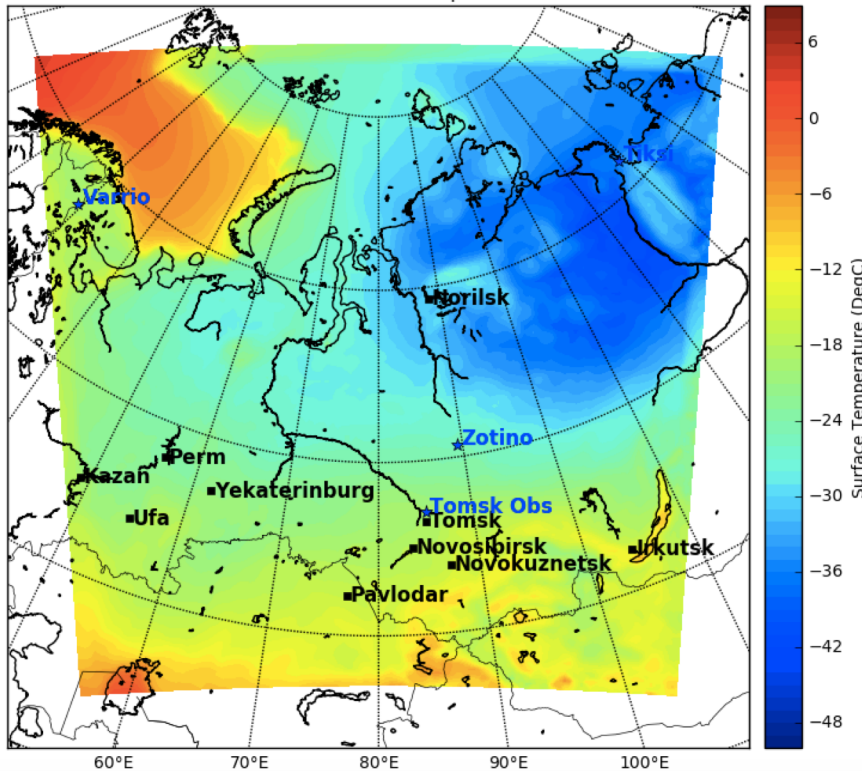 Varrio
Tiksi
Norilsk
Zotino
Perm
Kazan
Yekaterinburg
Ufa
Tomsk Obs
Tomsk
Novosibirsk
Irkutsk
Novokuznetsk
Pavlodar
60°E
70°E
80°E
90°E
100°E
6
0
−6
−12
−18
−24
−30
−36
−42
−48
Surface Temperature (DegC)